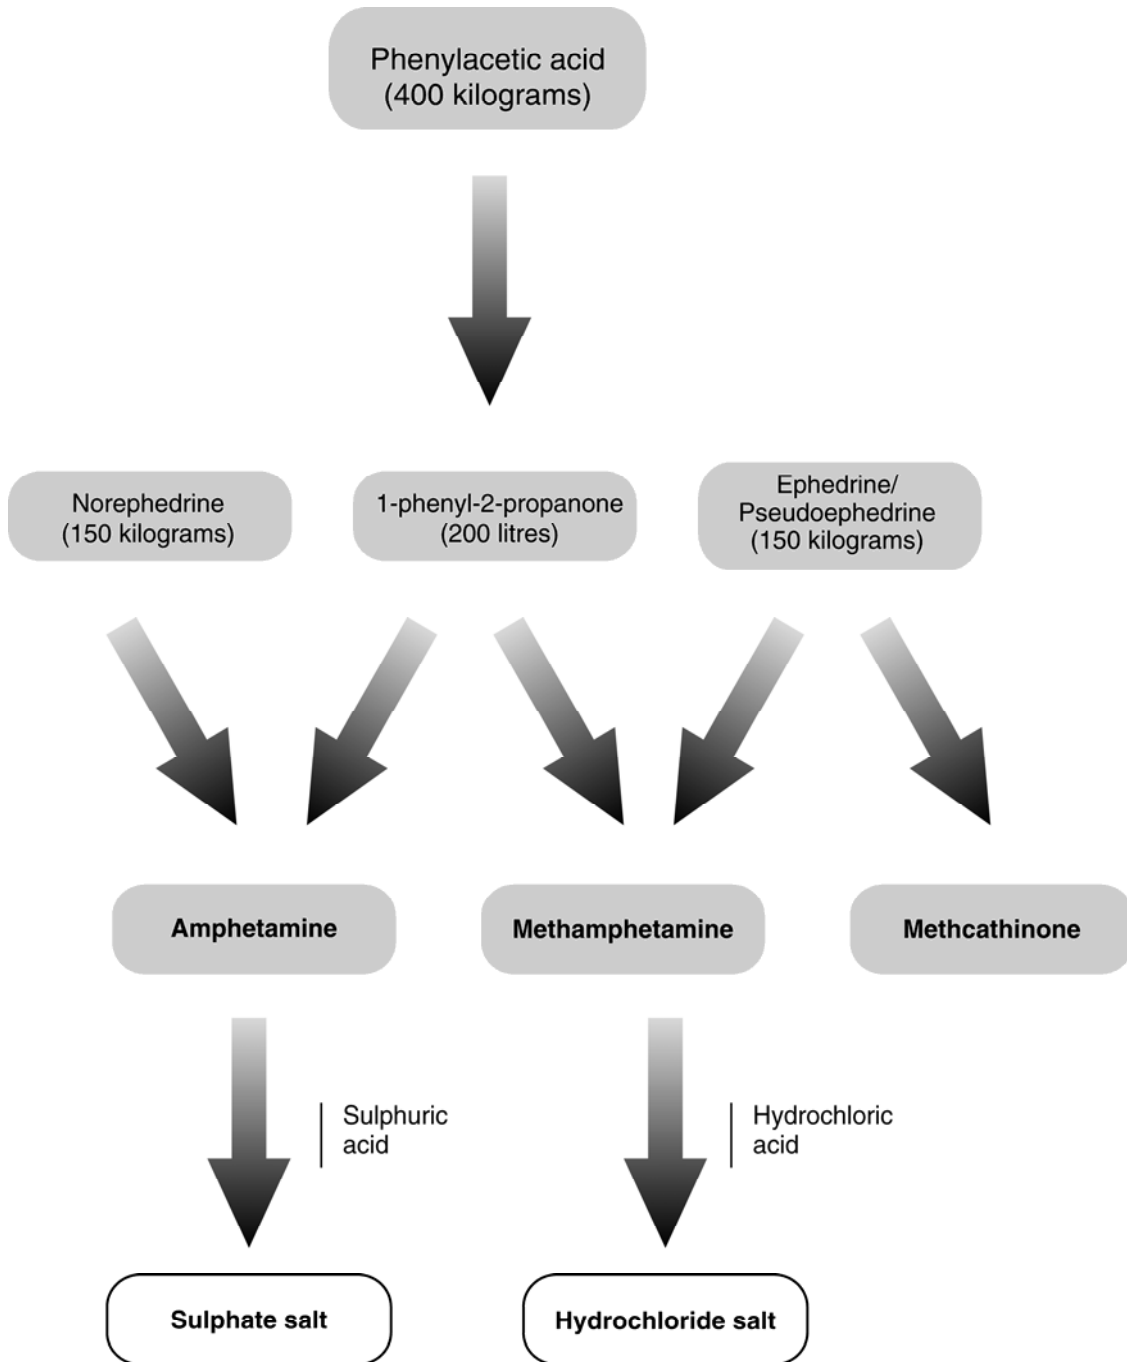 Phenylacetic acid
(400 kilograms)
Norephedrine
(150 kilograms)
1-phenyl-2-propanone
(200 litres)
Ephedrine/
Pseudoephedrine
(150 kilograms)
Amphetamine
Methamphetamine
Methcathinone
Sulphuric
acid
Hydrochloric
acid
Sulphate salt
Hydrochloride salt